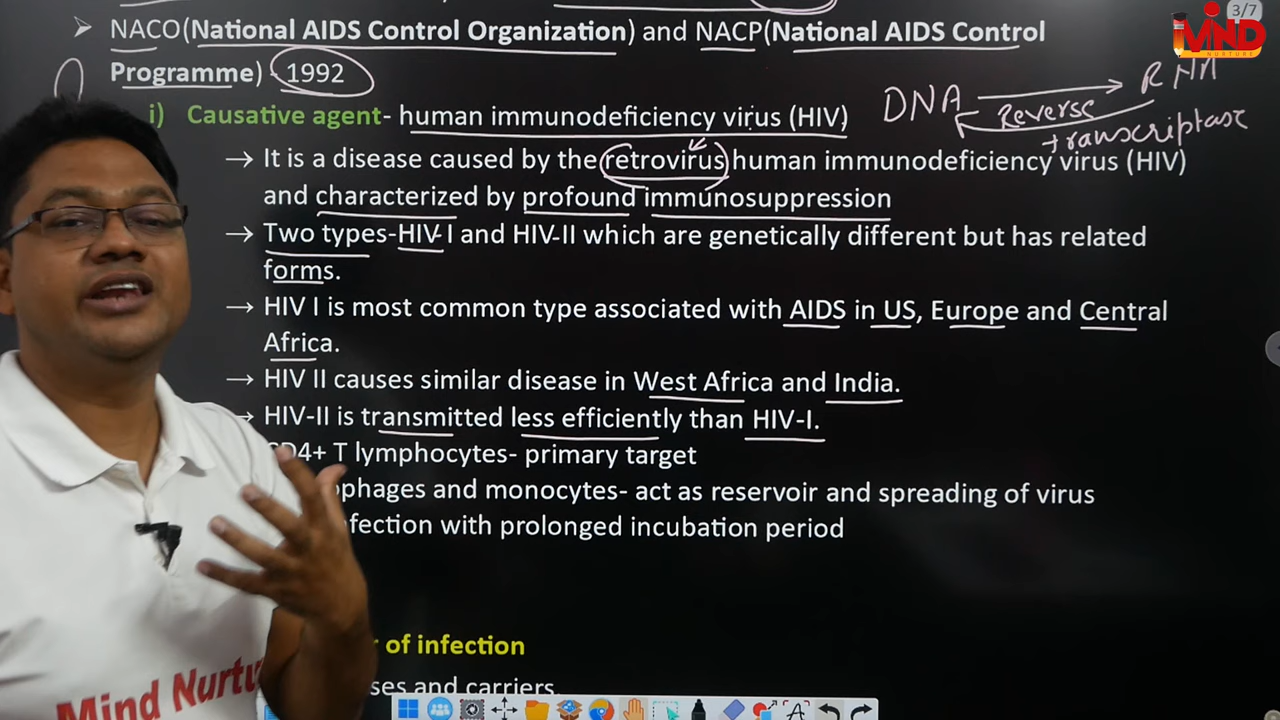 3/7
MIND
NURTURE
NACO(National AIDS Control Organization) and NACP(National AIDS Control
Programme) - 1992
DNA
RNA
Reverse
transcriptase
i) Causative agent- human immunodeficiency virus (HIV)
→ It is a disease caused by the retrovirus human immunodeficiency virus (HIV)
and characterized by profound immunosuppression
→ Two types-HIV-I and HIV-II which are genetically different but has related
forms.
→ HIV I is most common type associated with AIDS in US, Europe and Central
Africa.
→ HIV II causes similar disease in West Africa and India.
→ HIV-II is transmitted less efficiently than HIV-I.
CD4+ T lymphocytes- primary target
ophages and monocytes- act as reservoir and spreading of virus
fection with prolonged incubation period
of infection
ses and carriers
Mind Nurtu